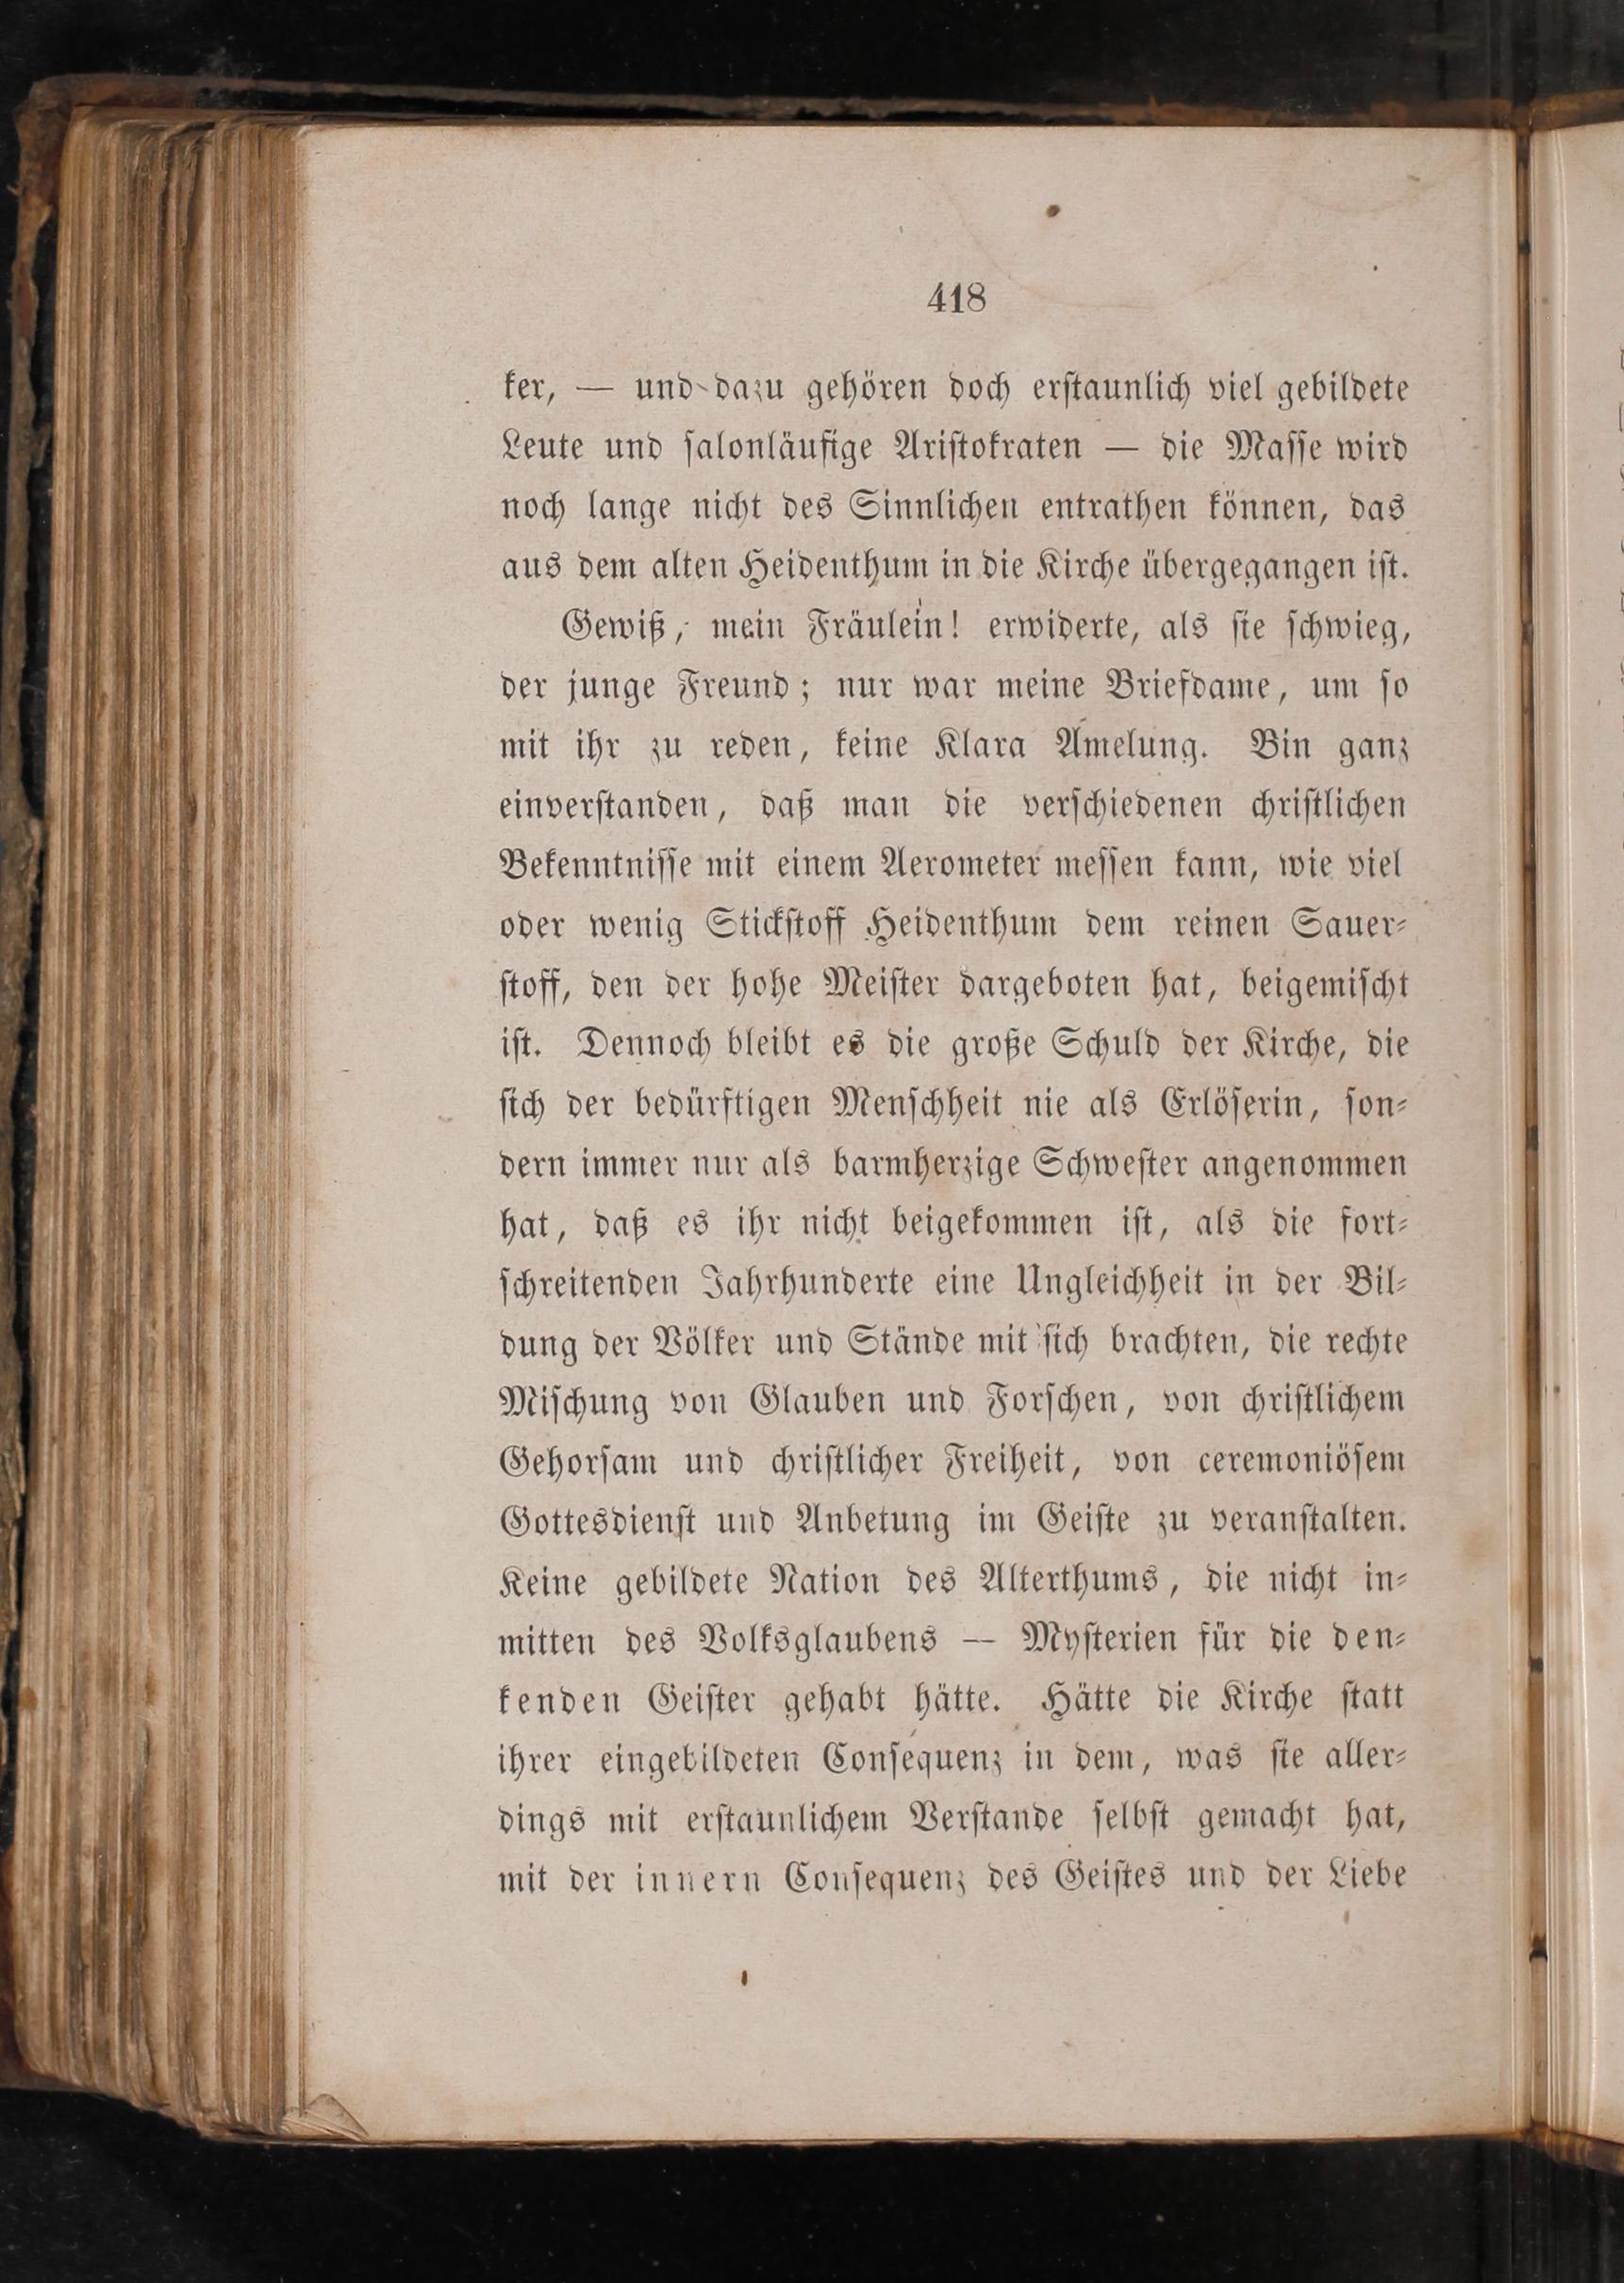 418
ker, — und dazu gehören doch erſtaunlich viel gebildete
Leute und ſalonläufige Ariſtokraten — die Maſſe wird
noch lange nicht des Sinnlichen entrathen können, das
aus dem alten Heidenthum in die Kirche übergegangen iſt.
Gewiß, mein Fräulein! erwiderte, als ſie ſchwieg,
der junge Freund; nur war meine Briefdame, um ſo
mit ihr zu reden, keine Klara Amelung. Bin ganz
einverſtanden, daß man die verſchiedenen chriſtlichen
Bekenntniſſe mit einem Aerometer meſſen kann, wie viel
oder wenig Stickſtoff Heidenthum dem reinen Sauer⸗
ſtoff, den der hohe Meiſter dargeboten hat, beigemiſcht
iſt. Dennoch bleibt es die große Schuld der Kirche, die
ſich der bedürftigen Menſchheit nie als Erlöſerin, ſon⸗
dern immer nur als barmherzige Schweſter angenommen
hat, daß es ihr nicht beigekommen iſt, als die fort⸗
ſchreitenden Jahrhunderte eine Ungleichheit in der Bil⸗
dung der Völker und Stände mit ſich brachten, die rechte
Miſchung von Glauben und Forſchen, von chriſtlichem
Gehorſam und chriſtlicher Freiheit, von ceremoniöſem
Gottesdienſt und Anbetung im Geiſte zu veranſtalten.
Keine gebildete Nation des Alterthums, die nicht in⸗
mitten des Volksglaubens — Myſterien für die den⸗
kenden Geiſter gehabt hätte. Hätte die Kirche ſtatt
ihrer eingebildeten Conſequenz in dem, was ſie aller⸗
dings mit erſtaunlichem Verſtande ſelbſt gemacht hat,
mit der innern Conſequenz des Geiſtes und der Liebe